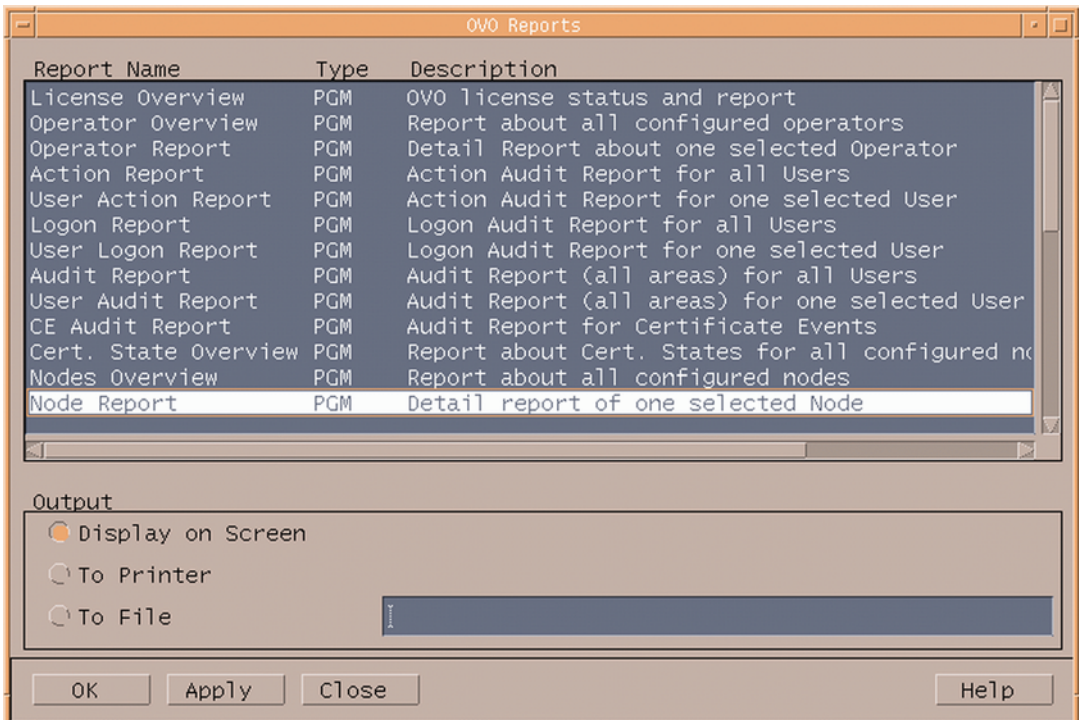 OVO Reports
Report Name Type Description
License Overview PGM OVO license status and report
Operator Overview PGM Report about all configured operators
Operator Report PGM Detail Report about one selected Operator
Action Report PGM Action Audit Report for all Users
User Action Report PGM Action Audit Report for one selected User
Logon Report PGM Logon Audit Report for all Users
User Logon Report PGM Logon Audit Report for one selected User
Audit Report PGM Audit Report (all areas) for all Users
User Audit Report PGM Audit Report (all areas) for one selected User
CE Audit Report PGM Audit Report for Certificate Events
Cert. State Overview PGM Report about Cert. States for all configured
Nodes Overview PGM Report about all configured nodes
Node Report PGM Detail report of one selected Node
Output
Display on Screen
To Printer
To File
OK Apply Close Help